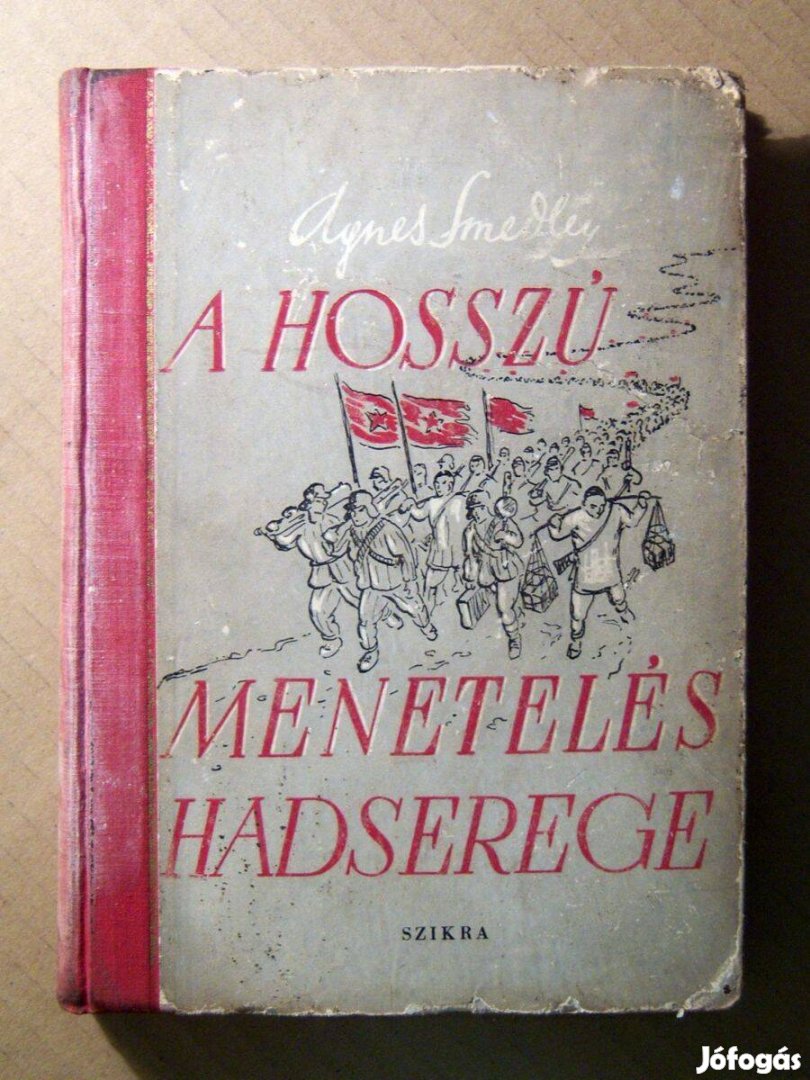 Agnes Smedley
A HOSSZÚ
MENETELÉS
HADSEREGE
SZIKRA
Jófogás